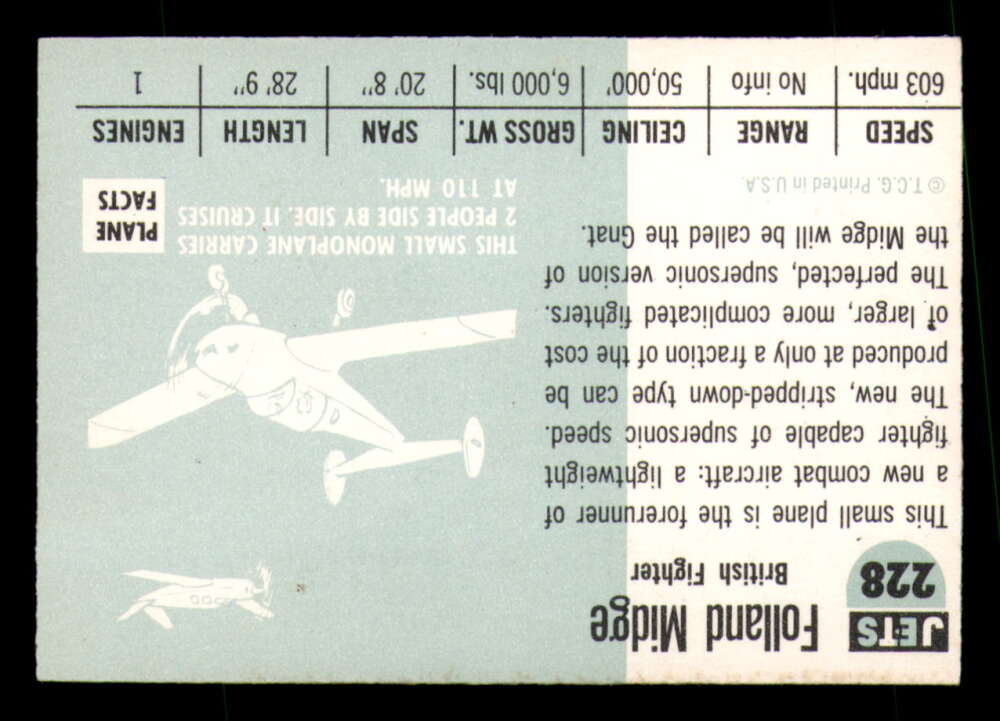 JETS
228
Folland Midge
British Fighter
This small plane is the forerunner of
a new combat aircraft: a lightweight
fighter capable of supersonic speed.
The new, stripped-down type can be
produced at only a fraction of the cost
of larger, more complicated fighters.
The perfected, supersonic version of
the Midge will be called the Gnat.
© T.C.G. Printed in U.S.A.
THIS SMALL MONOPLANE CARRIES
2 PEOPLE SIDE BY SIDE. IT CRUISES
AT 110 MPH.
PLANE
FACTS
SPEED RANGE CEILING GROSS WT. SPAN LENGTH ENGINES
603 mph. No info 50,000' 6,000 lbs. 20' 8" 28' 9" 1